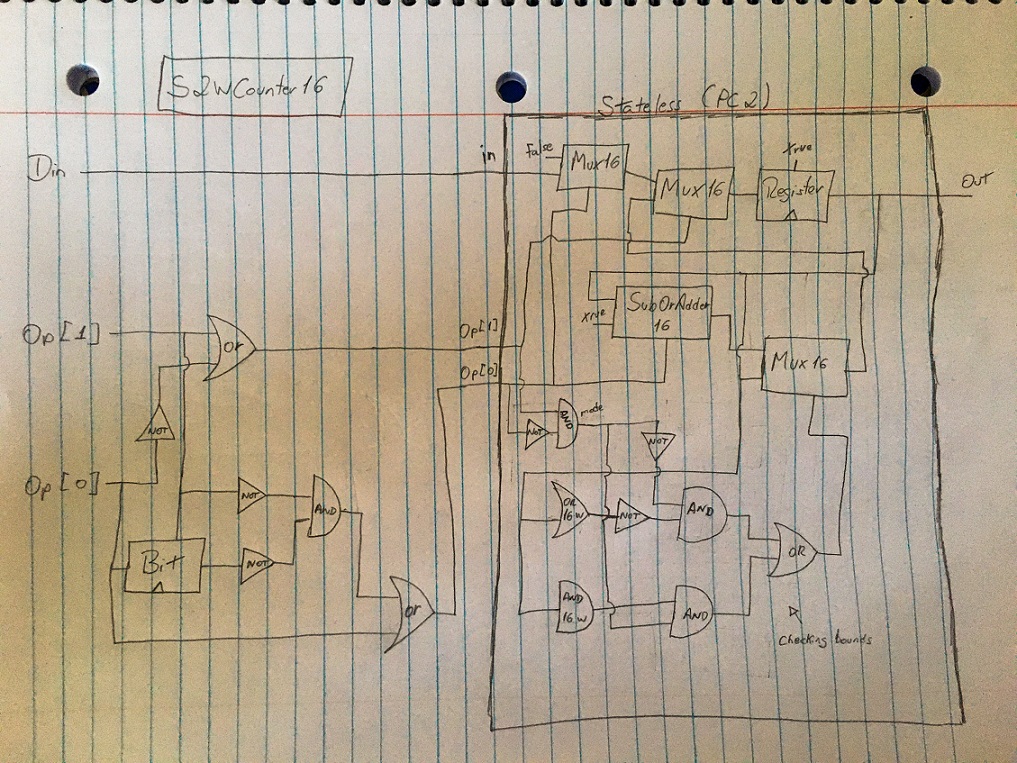 S2WCounter16
Stateless (PC2)
Din
in
False
Mux16
Mux16
True
Register
Out
Op[1]
Or
Op[1]
Op[0]
True
SubOrAdder
16
Mux16
NOT
NOT
AND
mode
NOT
Op[0]
NOT
AND
OR
16 w
NOT
AND
OR
Bit
NOT
Or
AND
16 w
AND
Checking bounds